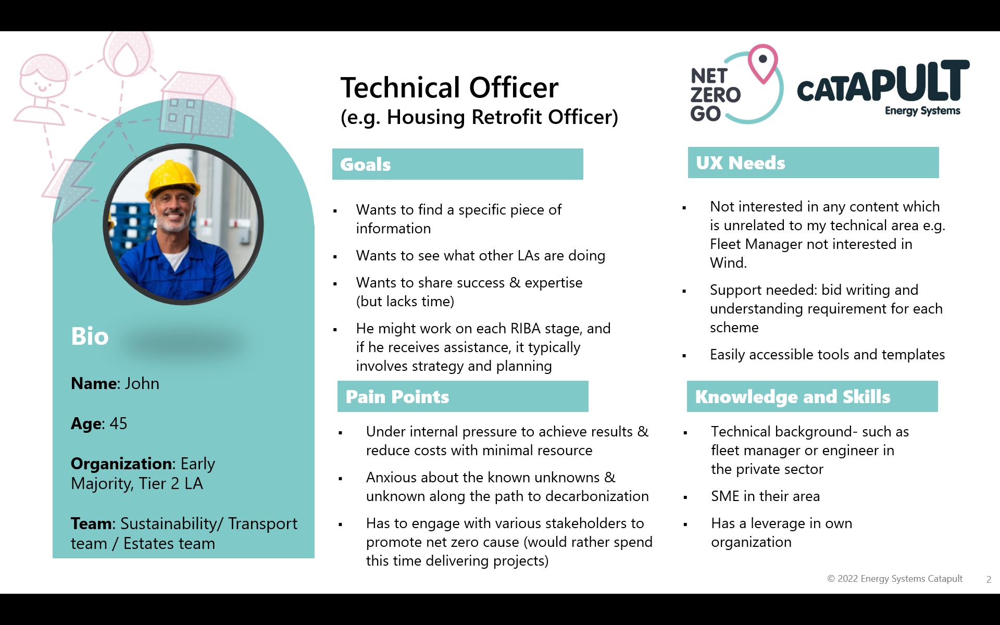 NET
ZERO
GO
CATAPULT
Energy Systems
Technical Officer
(e.g. Housing Retrofit Officer)
Bio
Name: John
Age: 45
Organization: Early
Majority, Tier 2 LA
Team: Sustainability/ Transport
team / Estates team
Goals
▪ Wants to find a specific piece of
information
▪ Wants to see what other LAs are doing
▪ Wants to share success & expertise
(but lacks time)
▪ He might work on each RIBA stage, and
if he receives assistance, it typically
involves strategy and planning
Pain Points
▪ Under internal pressure to achieve results &
reduce costs with minimal resource
▪ Anxious about the known unknowns &
unknown along the path to decarbonization
▪ Has to engage with various stakeholders to
promote net zero cause (would rather spend
this time delivering projects)
UX Needs
▪ Not interested in any content which
is unrelated to my technical area e.g.
Fleet Manager not interested in
Wind.
▪ Support needed: bid writing and
understanding requirement for each
scheme
▪ Easily accessible tools and templates
Knowledge and Skills
▪ Technical background- such as
fleet manager or engineer in
the private sector
▪ SME in their area
▪ Has a leverage in own
organization
© 2022 Energy Systems Catapult
2